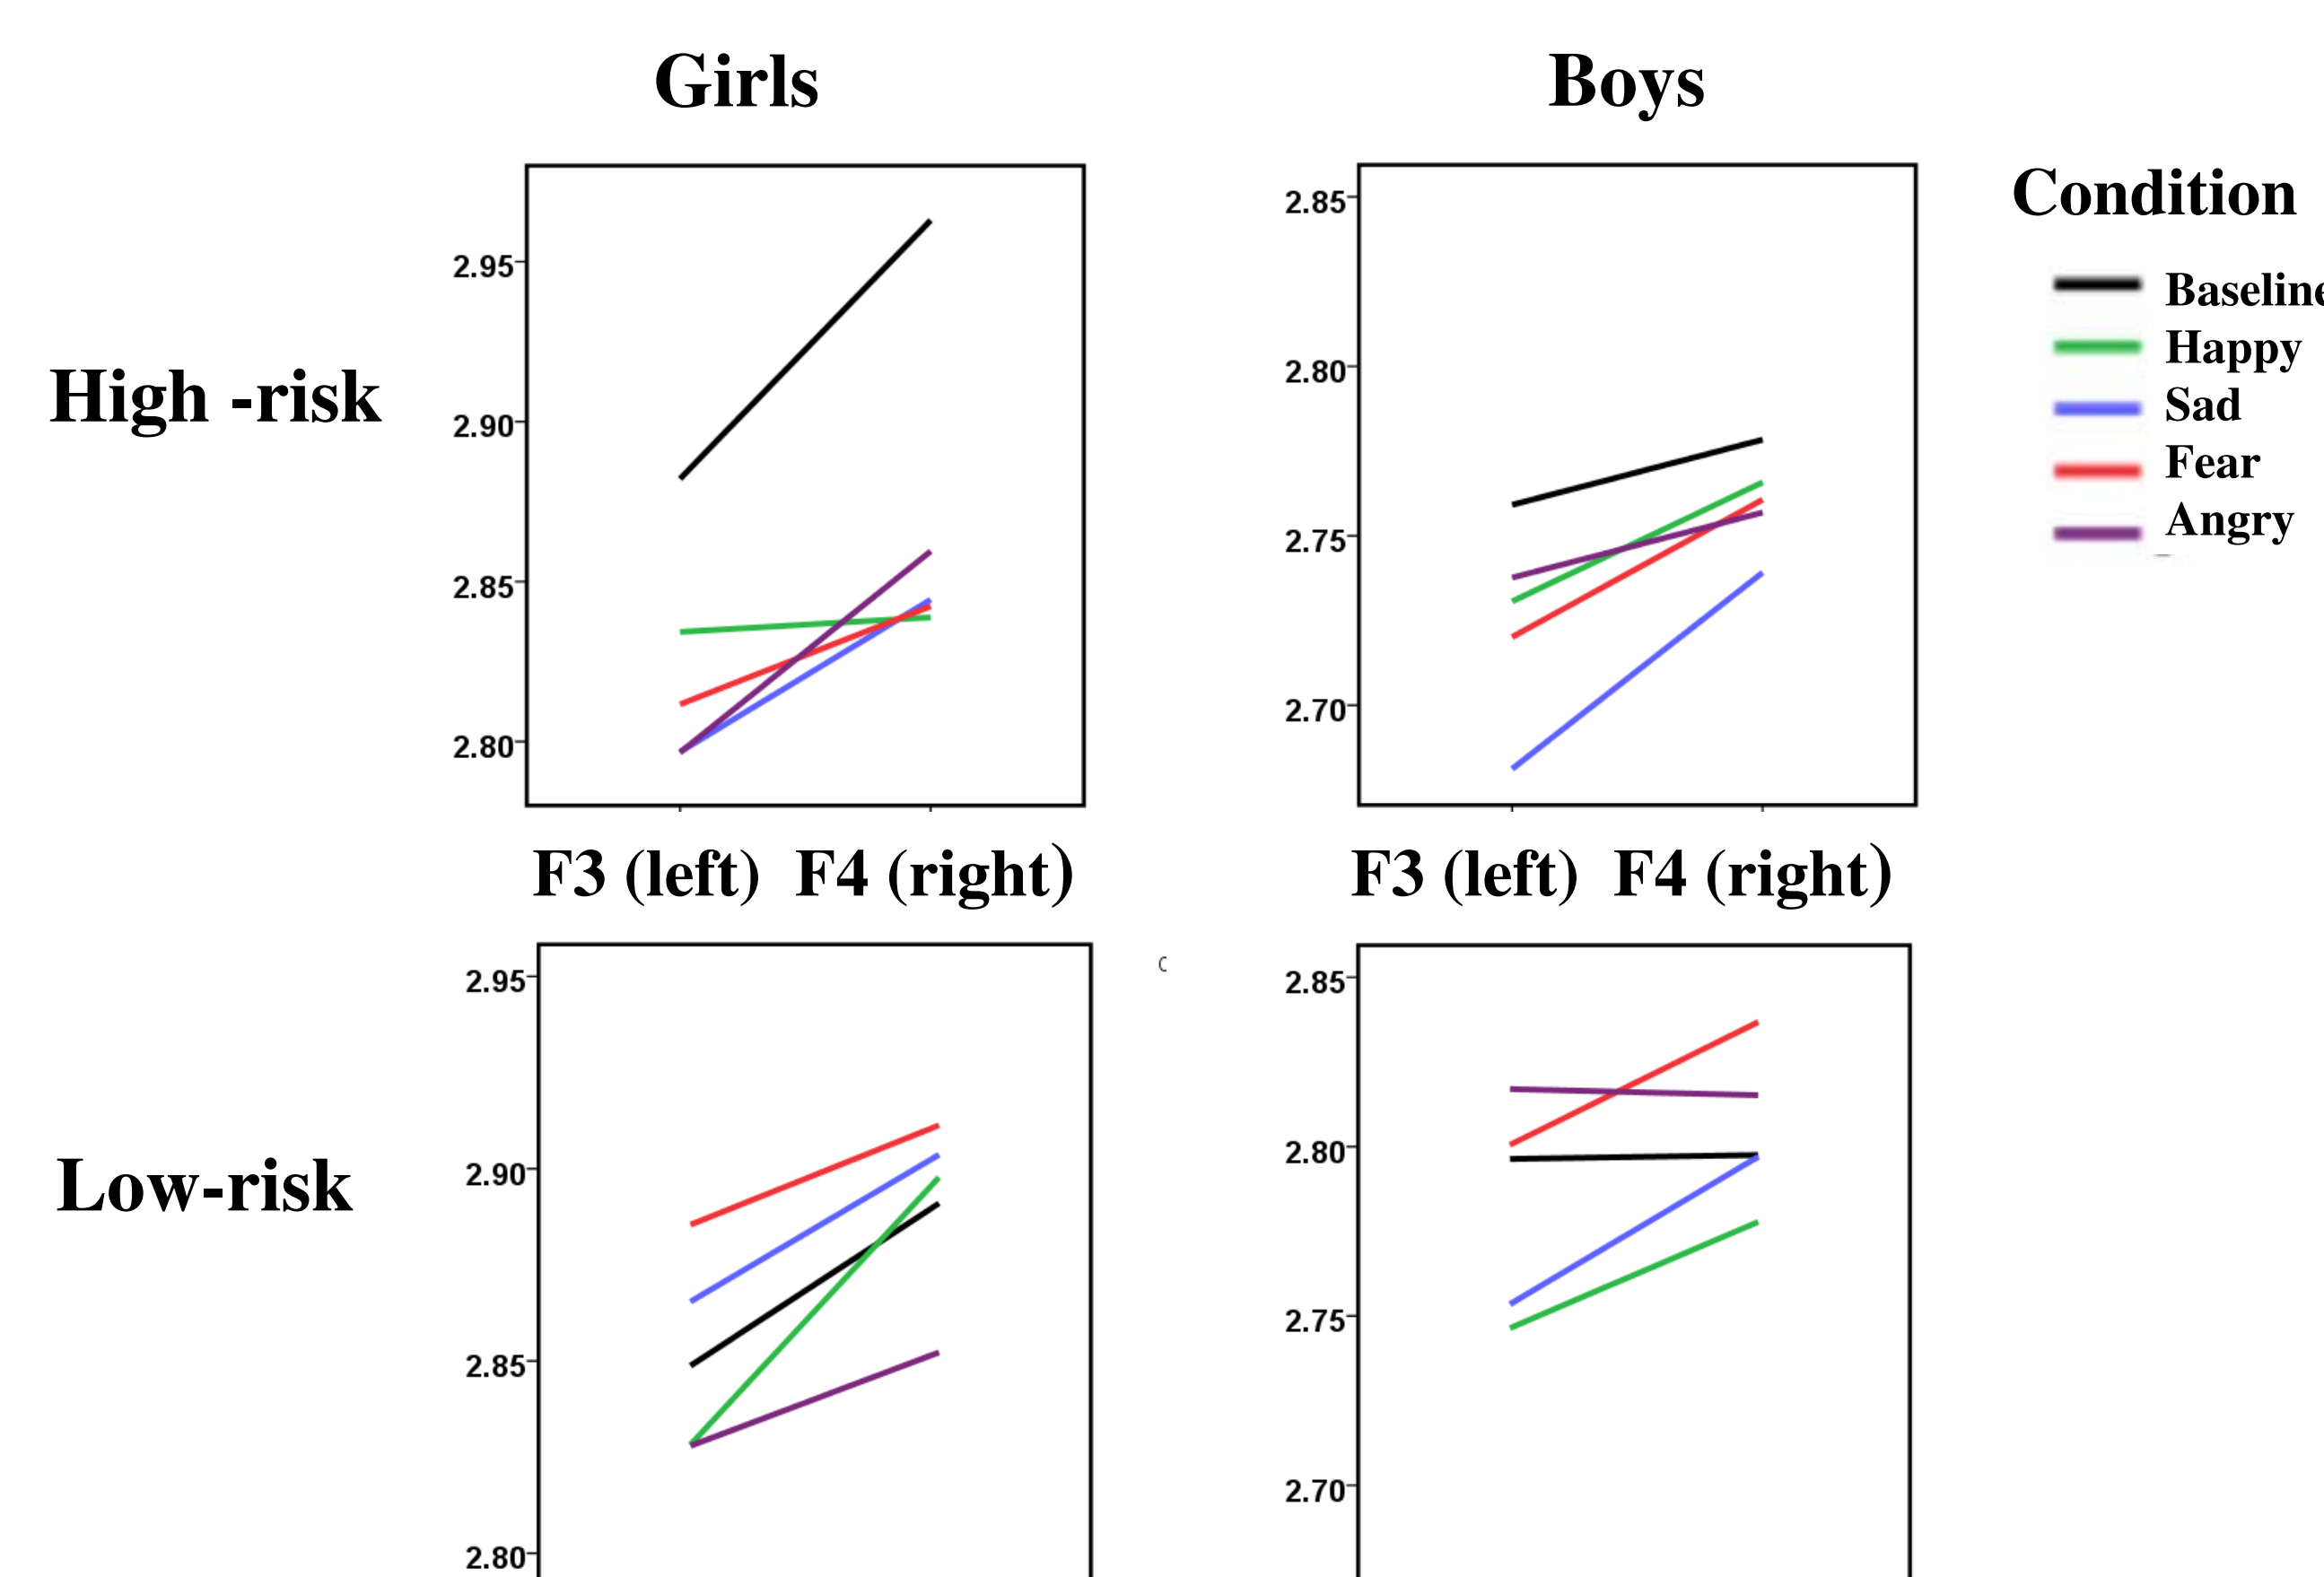 Girls
Boys
Condition
Baseline
Happy
Sad
Fear
Angry
High -risk
2.95
2.90
2.85
2.80
2.85
2.80
2.75
2.70
F3 (left) F4 (right)
F3 (left) F4 (right)
Low-risk
2.95
2.90
2.85
2.80
2.85
2.80
2.75
2.70